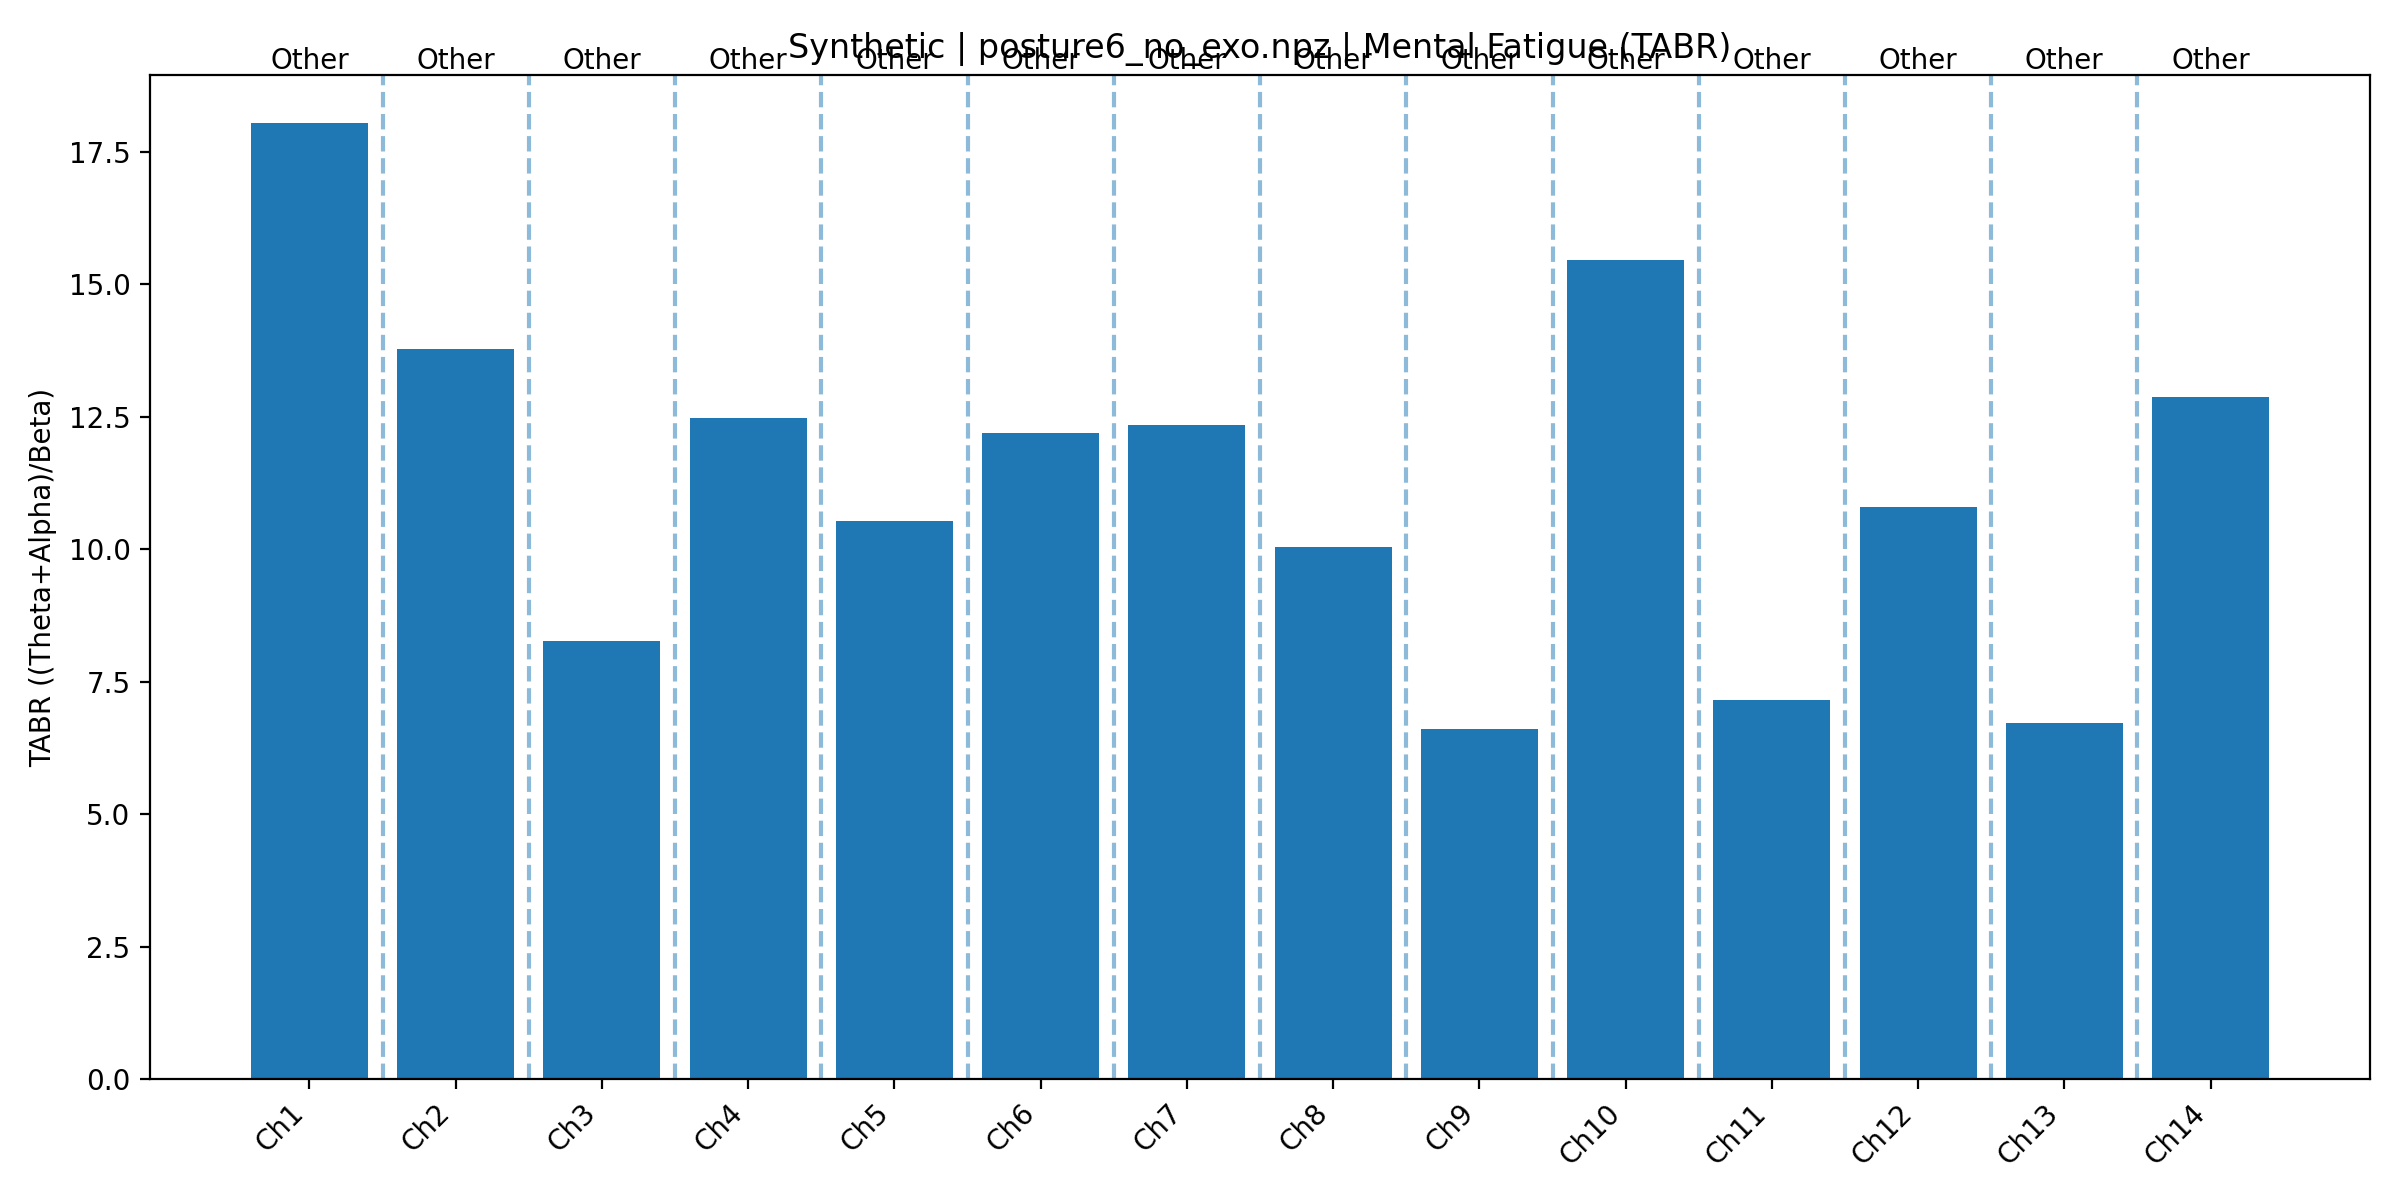 Synthetic | posture6_no_exo.npz | Mental Fatigue (TABR)
Other Other Other Other Other Other Other Other Other Other Other Other Other Other
17.5
15.0
12.5
10.0
7.5
5.0
2.5
0.0
TABR ((Theta+Alpha)/Beta)
Ch1 Ch2 Ch3 Ch4 Ch5 Ch6 Ch7 Ch8 Ch9 Ch10 Ch11 Ch12 Ch13 Ch14